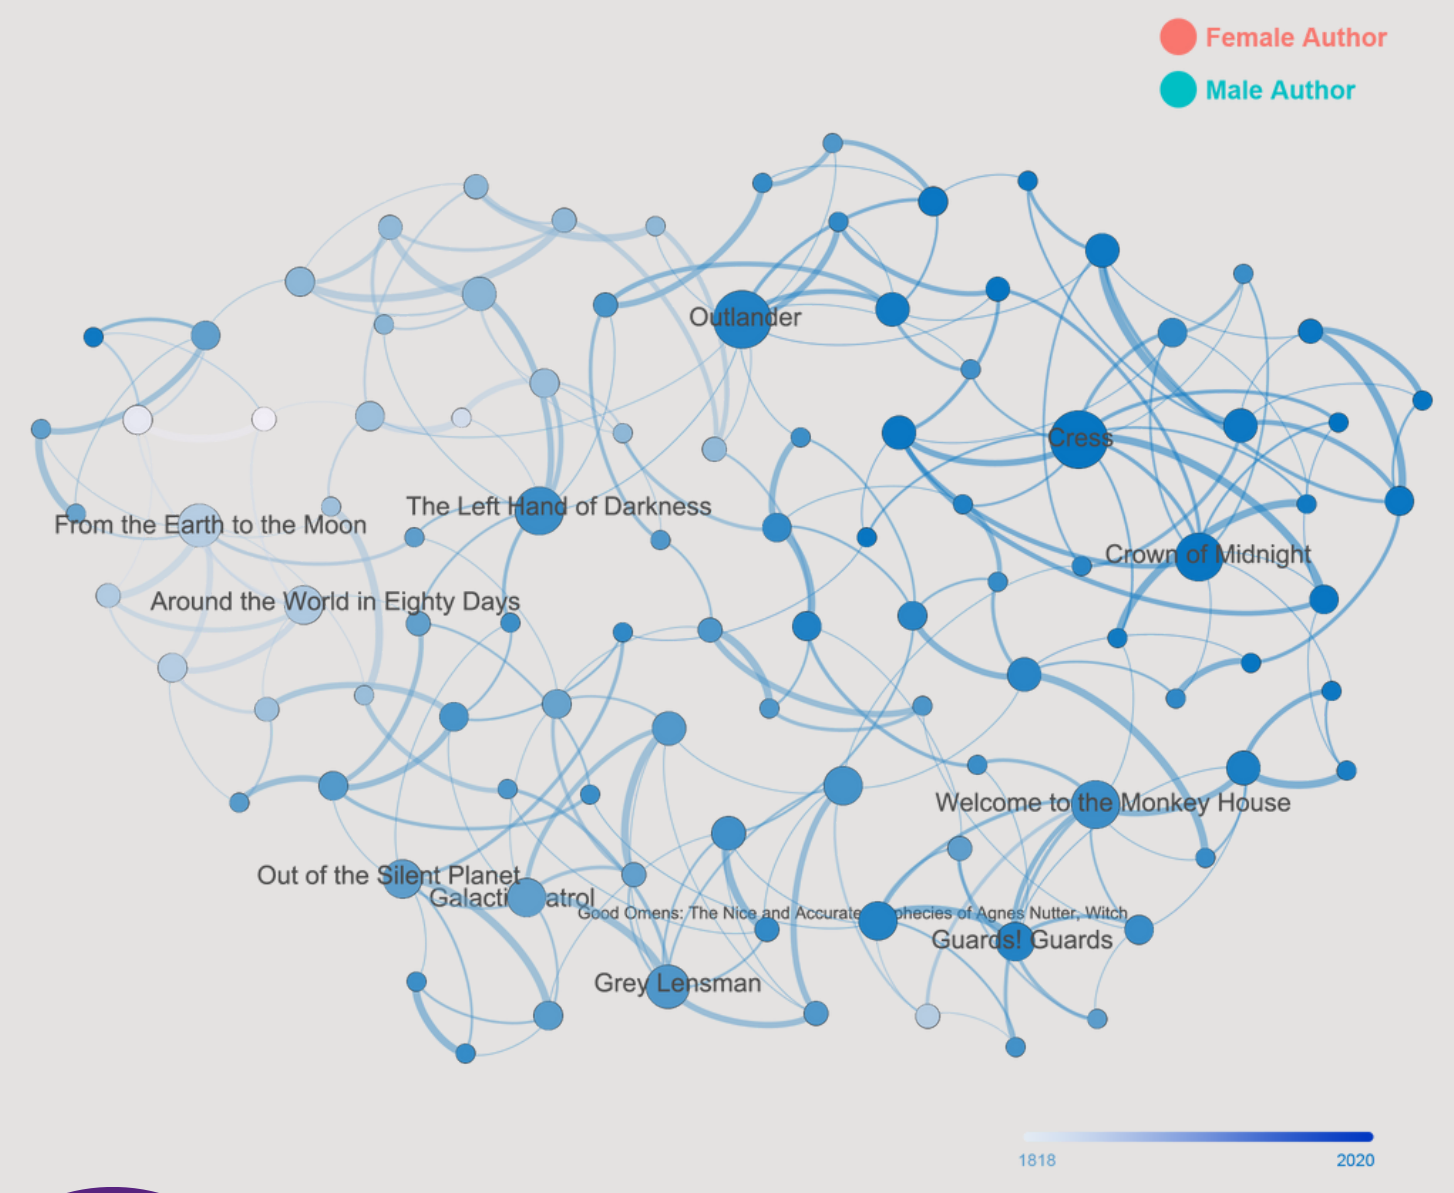 Female Author
Male Author
Outlander
Cress
The Left Hand of Darkness
From the Earth to the Moon
Crown of Midnight
Around the World in Eighty Days
Welcome to the Monkey House
Out of the Silent Planet
Galacti atrol
Good Omens: The Nice and Accurate phecies of Agnes Nutter, Witch
Guards! Guards
Grey Lensman
1818
2020